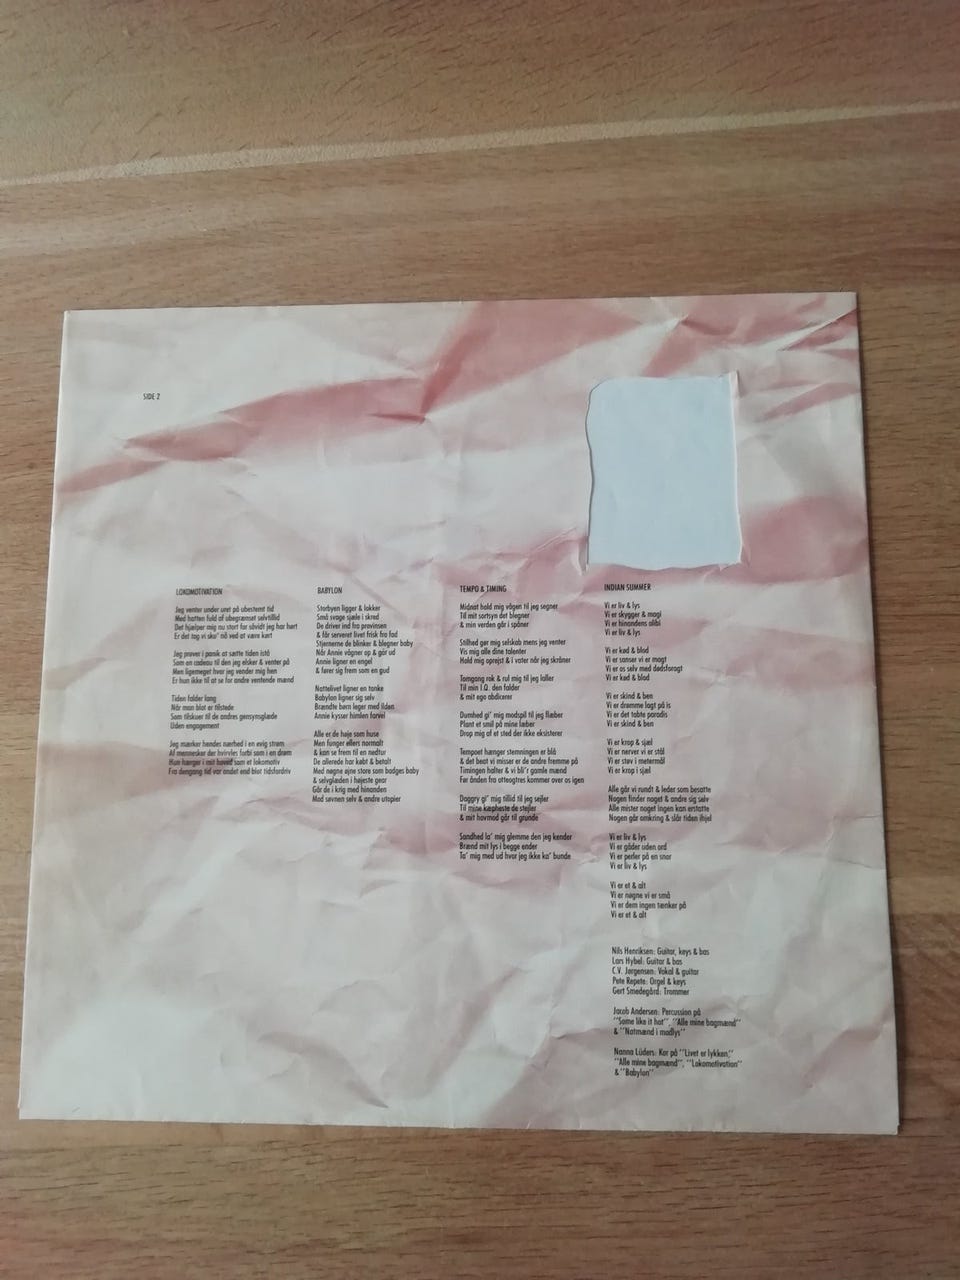 SIDE 2
LOKOMOTIVATION
Jeg venter under uret på ubestemt tid
Med hatten fuld af ubegrænset selvtillid
Det hjælper mig nu stort for såvidt jeg har hørt
Er det tog vi sku' nå ved at være kørt
Jeg prøver i panik at sætte tiden istå
Som en cadeau til den jeg elsker & venter på
Men ligemeget hvor jeg vender mig hen
Er hun ikke til at se for andre ventende mænd
Tiden falder lang
Når man blot er tilstede
Som tilskuer til de andres gensynsglæde
Uden engagement
Jeg mærker hendes nærhed i en evig strøm
Af mennesker der hvirvles forbi som i en drøm
Hun hænger i mit hoved som et lokomotiv
Fra dengang tid var andet end blot tidsfordriv
BABYLON
Storbyen ligger & lokker
Små svage sjæle i skred
De driver ind fra provinsen
& får serveret livet frisk fra fad
Stjernerne de blinker & blegner baby
Når Annie vågner op & går ud
Annie ligner en engel
& fører sig frem som en gud
Nattelivet ligner en tanke
Babylon ligner sig selv
Brændte børn leger med ilden
Annie kysser himlen farvel
Alle er de høje som huse
Men funger ellers normalt
& kan se frem til en nedtur
De allerede har købt & betalt
Med nøgne øjne store som badges baby
& selvglæden i højeste gear
Går de i krig med hinanden
Mod søvnen selv & andre utopier
TEMPO & TIMING
Midnat hold mig vågen til jeg segner
Til mit sortsyn det blegner
& min verden går i spåner
Stilhed gør mig selskab mens jeg venter
Vis mig alle dine talenter
Hold mig oprejst & i vater når jeg skråner
Tomgang rok & rul mig til jeg laller
Til min I.Q. den falder
& mit ego abdicerer
Dumhed gi' mig modspil til jeg flæber
Plant et smil på mine læber
Drop mig af et sted der ikke eksisterer
Tempoet hænger stemningen er blå
& det beat vi misser er de andre fremme på
Timingen halter & vi bli'r gamle mænd
Før ånden fra otteogtres kommer over os igen
Daggry gi' mig tillid til jeg sejler
Til mine kæpheste de stejler
& mit hovmod går til grunde
Sandhed la' mig glemme den jeg kender
Brænd mit lys i begge ender
Ta' mig med ud hvor jeg ikke ka' bunde
INDIAN SUMMER
Vi er liv & lys
Vi er skygger & magi
Vi er hinandens alibi
Vi er liv & lys
Vi er kød & blod
Vi er sanser vi er magt
Vi er os selv med dødsforagt
Vi er kød & blod
Vi er skind & ben
Vi er drømme lagt på is
Vi er det tabte paradis
Vi er skind & ben
Vi er krop & sjæl
Vi er nerver vi er stål
Vi er støv i metermål
Vi er krop i sjæl
Alle går vi rundt & leder som besatte
Nogen finder noget & andre sig selv
Alle mister noget ingen kan erstatte
Nogen går omkring & slår tiden ihjel
Vi er liv & lys
Vi er gåder uden ord
Vi er perler på en snor
Vi er liv & lys
Vi er et & alt
Vi er nøgne vi er små
Vi er dem ingen tænker på
Vi er et & alt
Nils Henriksen: Guitar, keys & bas
Lars Hybel: Guitar & bas
C.V. Jørgensen: Vokal & guitar
Pete Repete: Orgel & keys
Gert Smedegård: Trommer
Jacob Andersen: Percussion på
''Some like it hot'', ''Alle mine bagmænd''
& ''Natmænd i modlys''
Nanna Lüders: Kor på ''Livet er lykken,''
''Alle mine bagmænd'', ''Lokomotivation''
& ''Babylon''